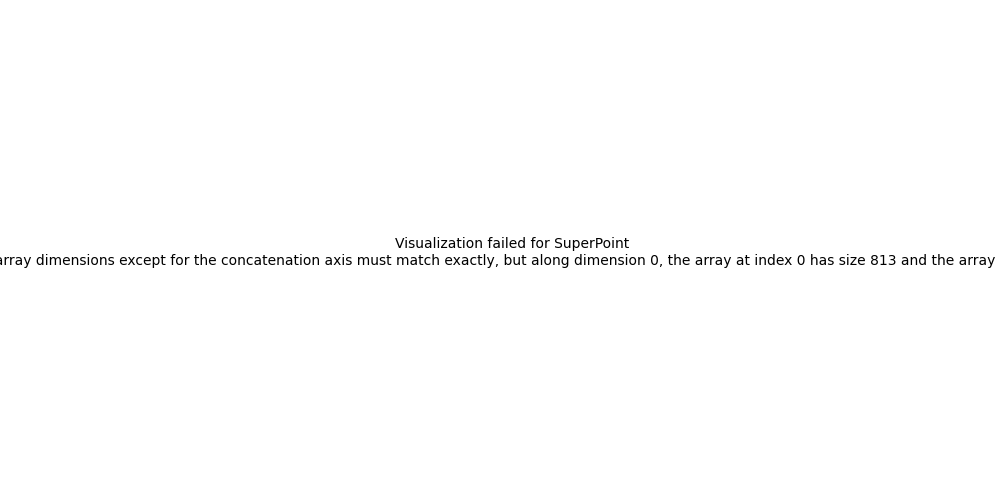 Visualization failed for SuperPoint
array dimensions except for the concatenation axis must match exactly, but along dimension 0, the array at index 0 has size 813 and the array